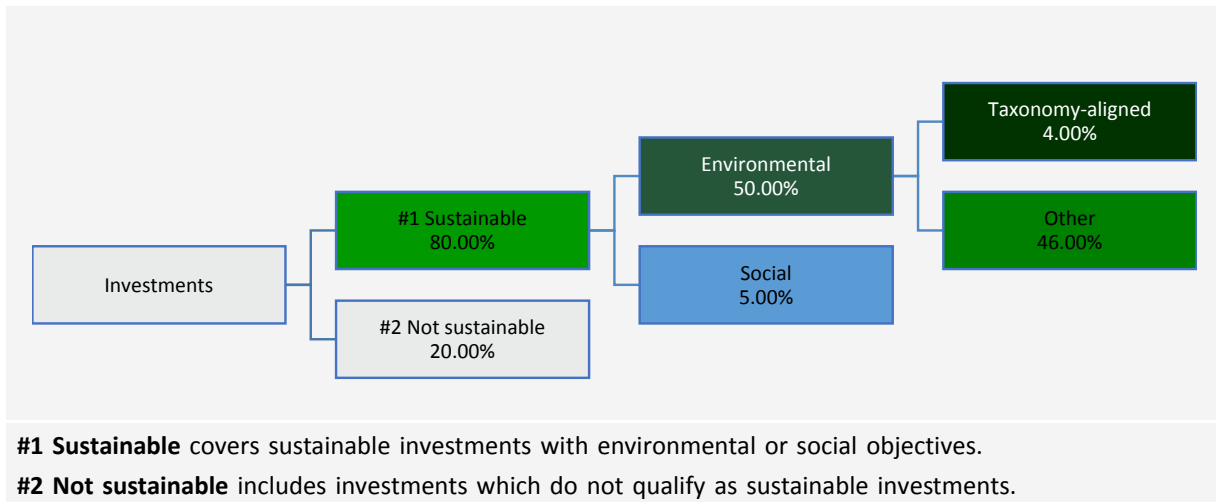 Investments
#1 Sustainable
80.00%
#2 Not sustainable
20.00%
Environmental
50.00%
Social
5.00%
Taxonomy-aligned
4.00%
Other
46.00%
#1 Sustainable covers sustainable investments with environmental or social objectives.
#2 Not sustainable includes investments which do not qualify as sustainable investments.